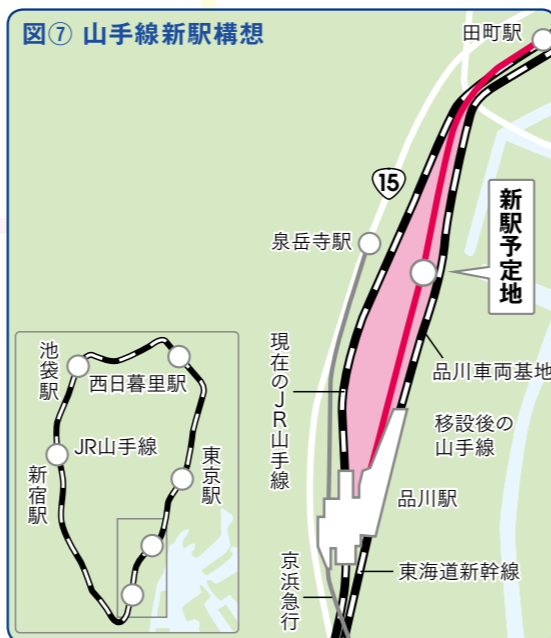 図⑦ 山手線新駅構想
田町駅
15
新駅予定地
泉岳寺駅
現在のJR山手線
品川車両基地
移設後の
山手線
品川駅
東海道新幹線
京浜急行
池袋駅
西日暮里駅
JR山手線
新宿駅
東京駅